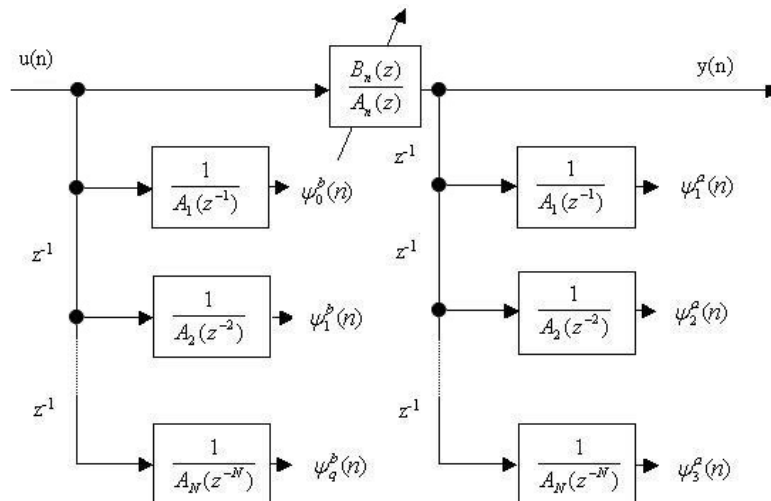 u(n)
B_n(z) / A_n(z)
y(n)
z^-1
1 / A_1(z^-1)
ψ_0^b(n)
1 / A_1(z^-1)
ψ_1^a(n)
z^-1
z^-1
1 / A_2(z^-2)
ψ_1^b(n)
1 / A_2(z^-2)
ψ_2^a(n)
z^-1
z^-1
1 / A_N(z^-N)
ψ_q^b(n)
1 / A_N(z^-N)
ψ_3^a(n)